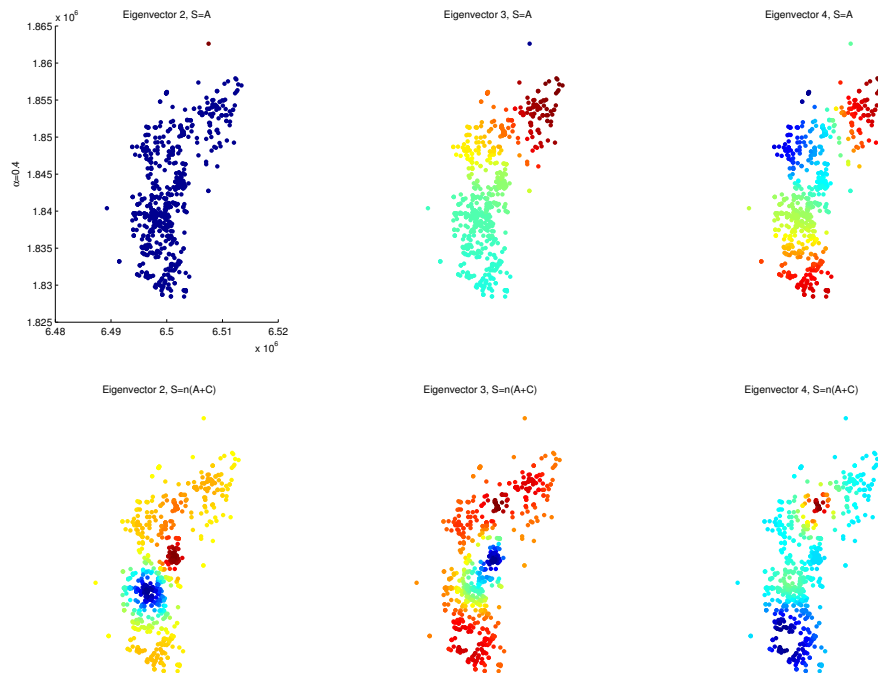 Eigenvector 2, S=A
Eigenvector 3, S=A
Eigenvector 4, S=A
x 10^6
1.865
1.86
1.855
1.85
1.845
1.84
1.835
1.83
1.825
α=0.4
6.48
6.49
6.5
6.51
6.52
x 10^6
Eigenvector 2, S=n(A+C)
Eigenvector 3, S=n(A+C)
Eigenvector 4, S=n(A+C)